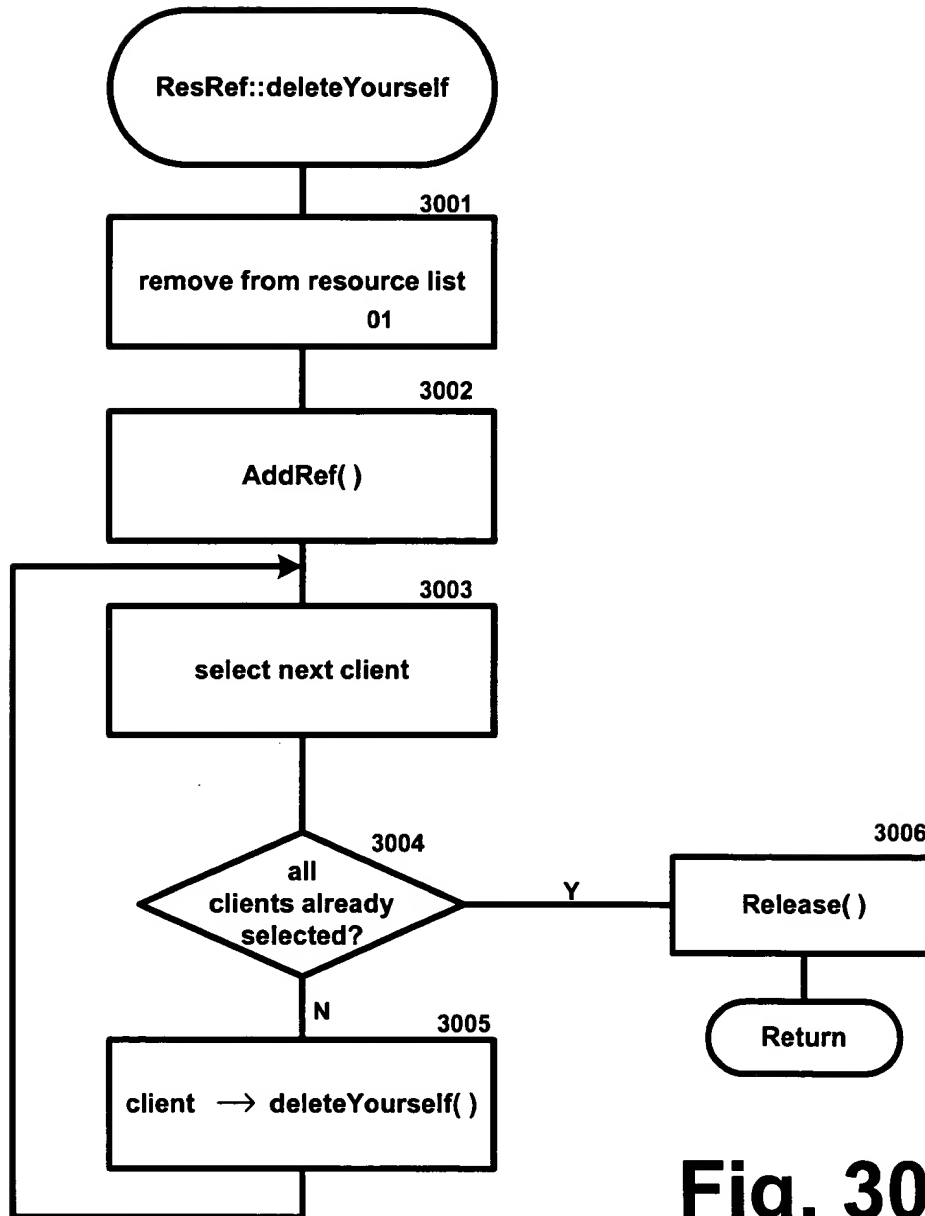 ResRef::deleteYourself
3001
remove from resource list
01
3002
AddRef( )
3003
select next client
3004
all
clients already
selected?
Y
3006
Release( )
Return
N
3005
client → deleteYourself( )
Fig. 30